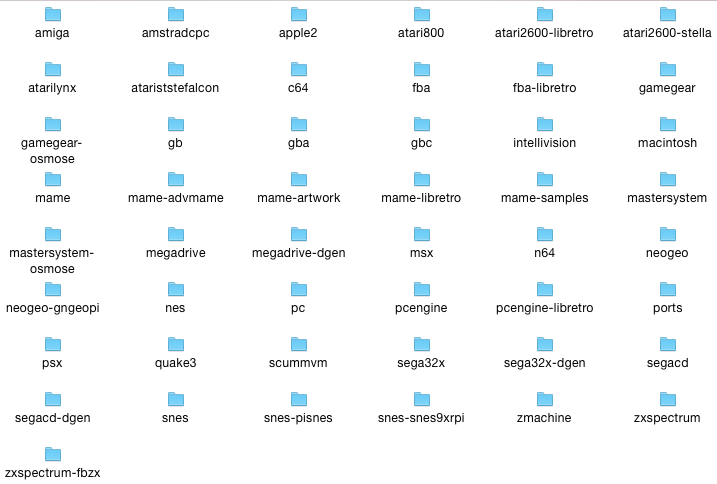 amiga
amstradcpc
apple2
atari800
atari2600-libretro
atari2600-stella
atarilynx
atariststefalcon
c64
fba
fba-libretro
gamegear
gamegear-
osmose
gb
gba
gbc
intellivision
macintosh
mame
mame-advmame
mame-artwork
mame-libretro
mame-samples
mastersystem
mastersystem-
osmose
megadrive
megadrive-dgen
msx
n64
neogeo
neogeo-gngeopi
nes
pc
pcengine
pcengine-libretro
ports
psx
quake3
scummvm
sega32x
sega32x-dgen
segacd
segacd-dgen
snes
snes-pisnes
snes-snes9xrpi
zmachine
zxspectrum
zxspectrum-fbzx